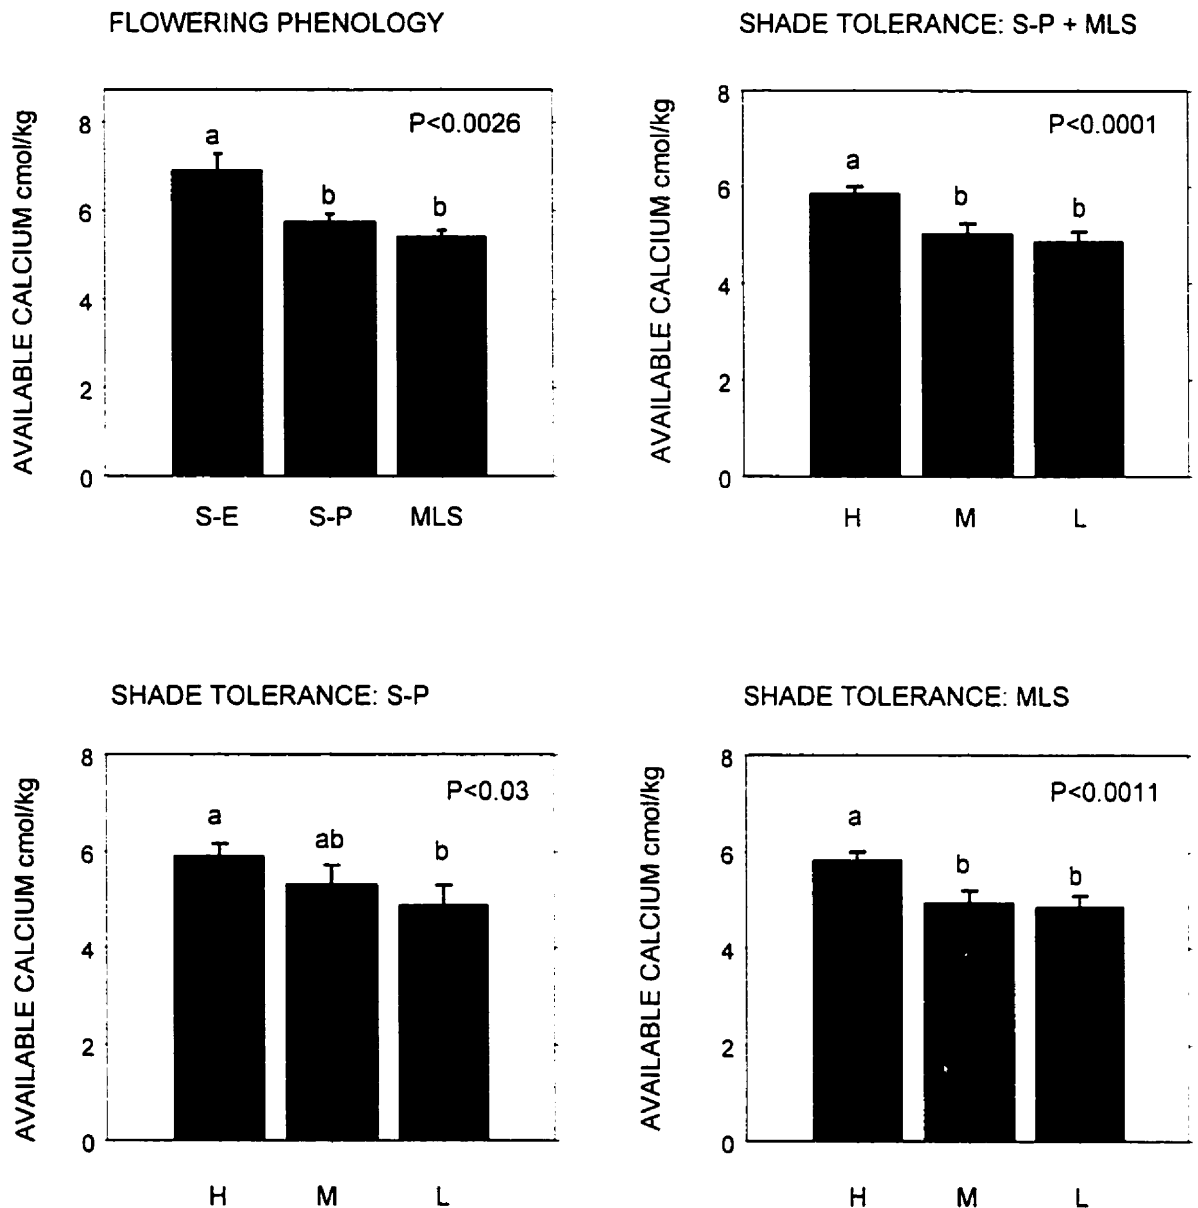 FLOWERING PHENOLOGY
AVAILABLE CALCIUM cmol/kg
8
6
4
2
0
P<0.0026
a
b
b
S-E S-P MLS
SHADE TOLERANCE: S-P + MLS
AVAILABLE CALCIUM cmol/kg
8
6
4
2
0
P<0.0001
a
b
b
H M L
SHADE TOLERANCE: S-P
AVAILABLE CALCIUM cmol/kg
8
6
4
2
0
P<0.03
a
ab
b
H M L
SHADE TOLERANCE: MLS
AVAILABLE CALCIUM cmol/kg
8
6
4
2
0
P<0.0011
a
b
b
H M L